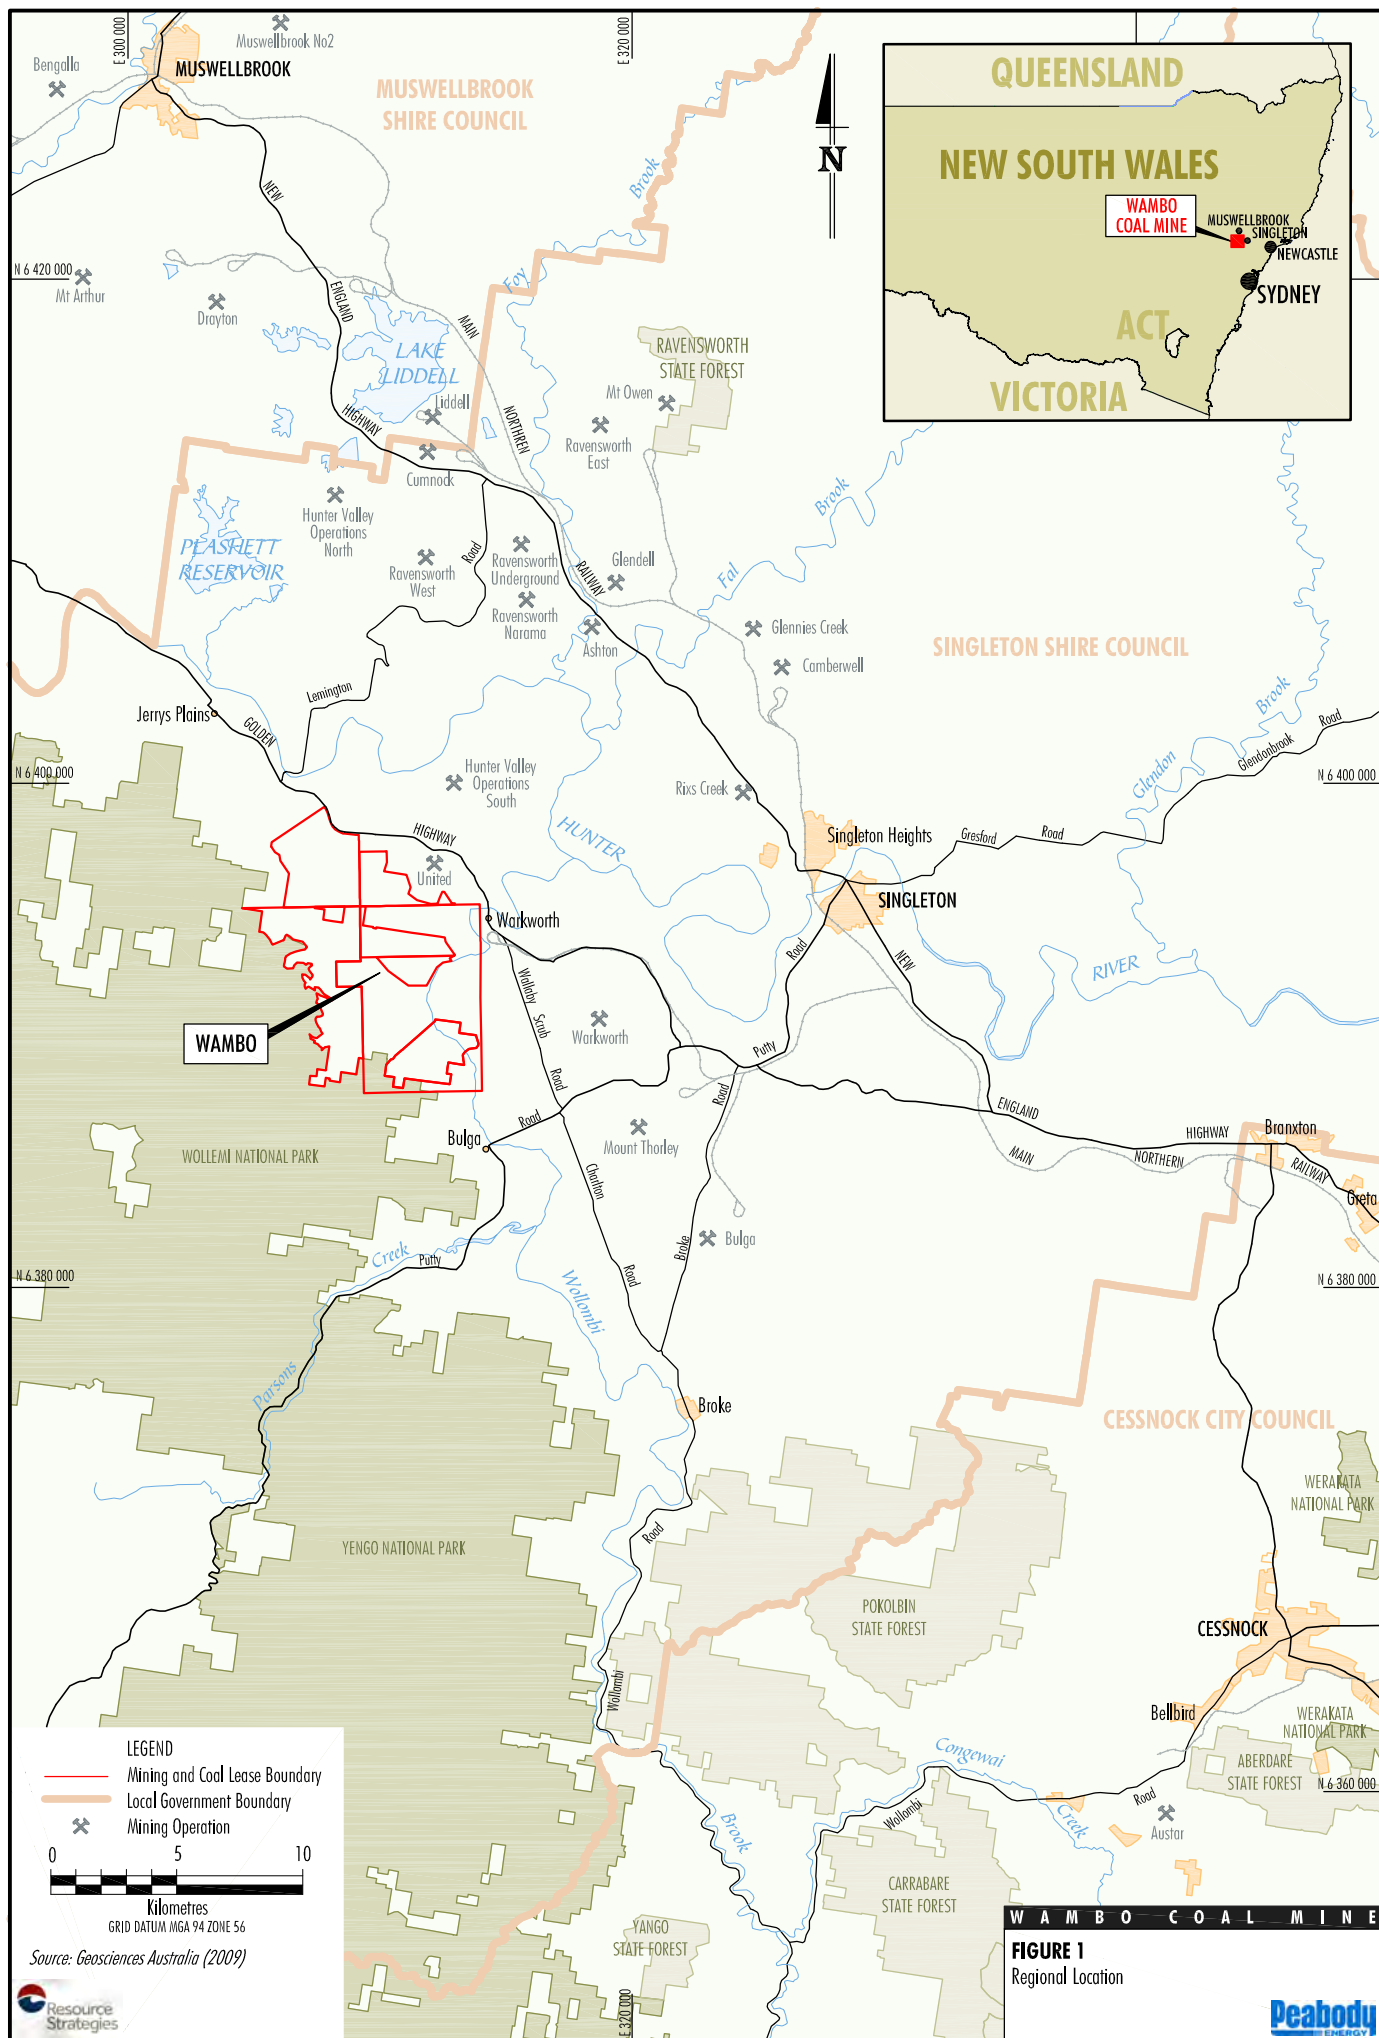 E 300 000
E 320 000
Muswellbrook No2
Bengalla
MUSWELLBROOK
MUSWELLBROOK
SHIRE COUNCIL
N
QUEENSLAND
NEW SOUTH WALES
WAMBO
COAL MINE
MUSWELLBROOK
SINGLETON
NEWCASTLE
SYDNEY
ACT
VICTORIA
NEW
ENGLAND
HIGHWAY
Brook
Foy
N 6 420 000
Mt Arthur
Drayton
MAIN
NORTHREN
RAILWAY
LAKE
LIDDELL
Liddell
RAVENSWORTH
STATE FOREST
Mt Owen
Ravensworth
East
Cumnock
Hunter Valley
Operations
North
PLASHETT
RESERVOIR
Ravensworth
West
Road
Ravensworth
Underground
Ravensworth
Narama
Glendell
Ashton
Brook
Fal
Glennies Creek
Camberwell
SINGLETON SHIRE COUNCIL
Lemington
Jerrys Plains
GOLDEN
HIGHWAY
Brook
Glendon
Road
Glendonbrook
N 6 400 000
N 6 400 000
Hunter Valley
Operations
South
Rixs Creek
HUNTER
United
Singleton Heights
Gresford
Road
SINGLETON
Warkworth
Wallaby
Scrub
Road
Road
NEW
RIVER
WAMBO
Warkworth
Putty
Road
ENGLAND
HIGHWAY
Road
Bulga
Mount Thorley
MAIN
NORTHERN
RAILWAY
Branxton
Greta
WOLLEMI NATIONAL PARK
Charlton
Road
Broke
Bulga
Creek
Putty
Wollombi
N 6 380 000
N 6 380 000
Parsons
Broke
CESSNOCK CITY COUNCIL
WERAKATA
NATIONAL PARK
YENGO NATIONAL PARK
Road
POKOLBIN
STATE FOREST
CESSNOCK
Wollombi
Bellbird
WERAKATA
NATIONAL PARK
ABERDARE
STATE FOREST
N 6 360 000
Congewai
Creek
Road
Wollombi
Austar
Brook
CARRABARE
STATE FOREST
YANGO
STATE FOREST
E 320 000
LEGEND
Mining and Coal Lease Boundary
Local Government Boundary
Mining Operation
0 5 10
Kilometres
GRID DATUM MGA 94 ZONE 56
Source: Geosciences Australia (2009)
Resource
Strategies
WAMBO COAL MINE
FIGURE 1
Regional Location
Peabody
ENERGY